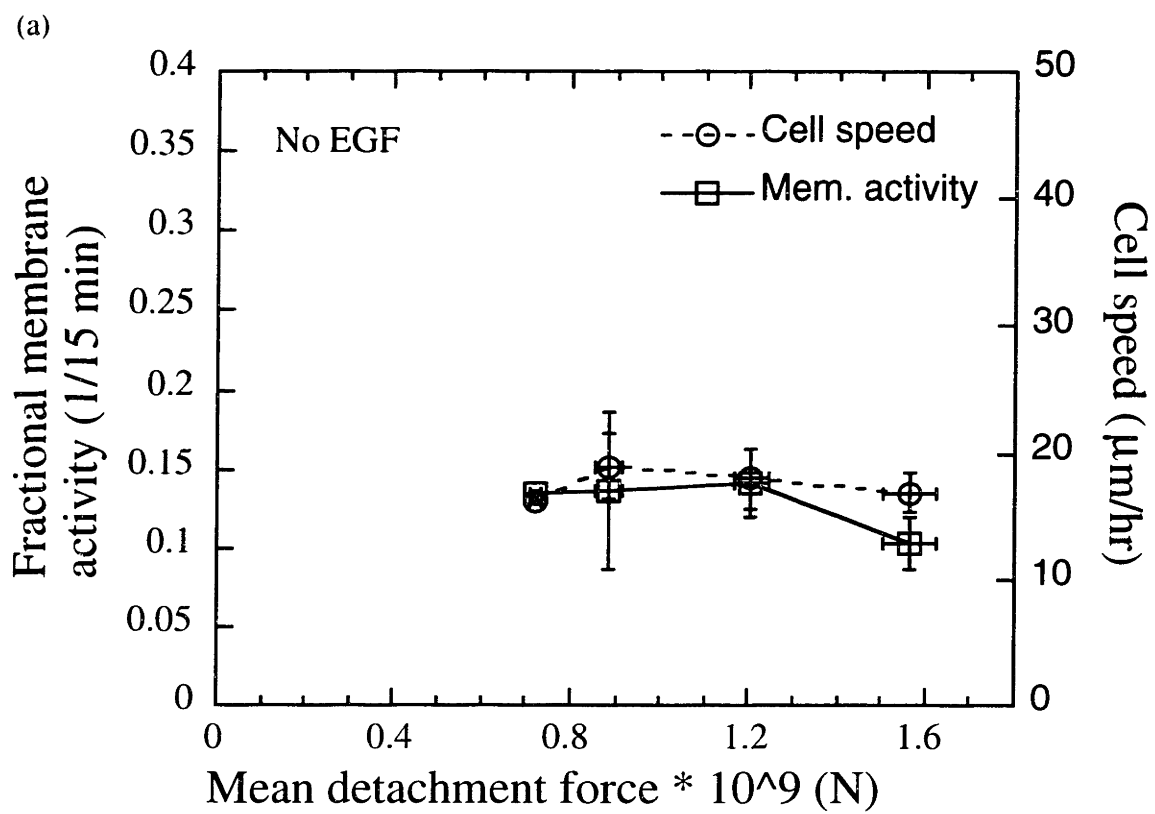 (a)
0.4
0.35
0.3
0.25
0.2
0.15
0.1
0.05
0
Fractional membrane
activity (1/15 min)
No EGF
Cell speed
Mem. activity
50
40
30
20
10
0
Cell speed (μm/hr)
0 0.4 0.8 1.2 1.6
Mean detachment force * 10^9 (N)